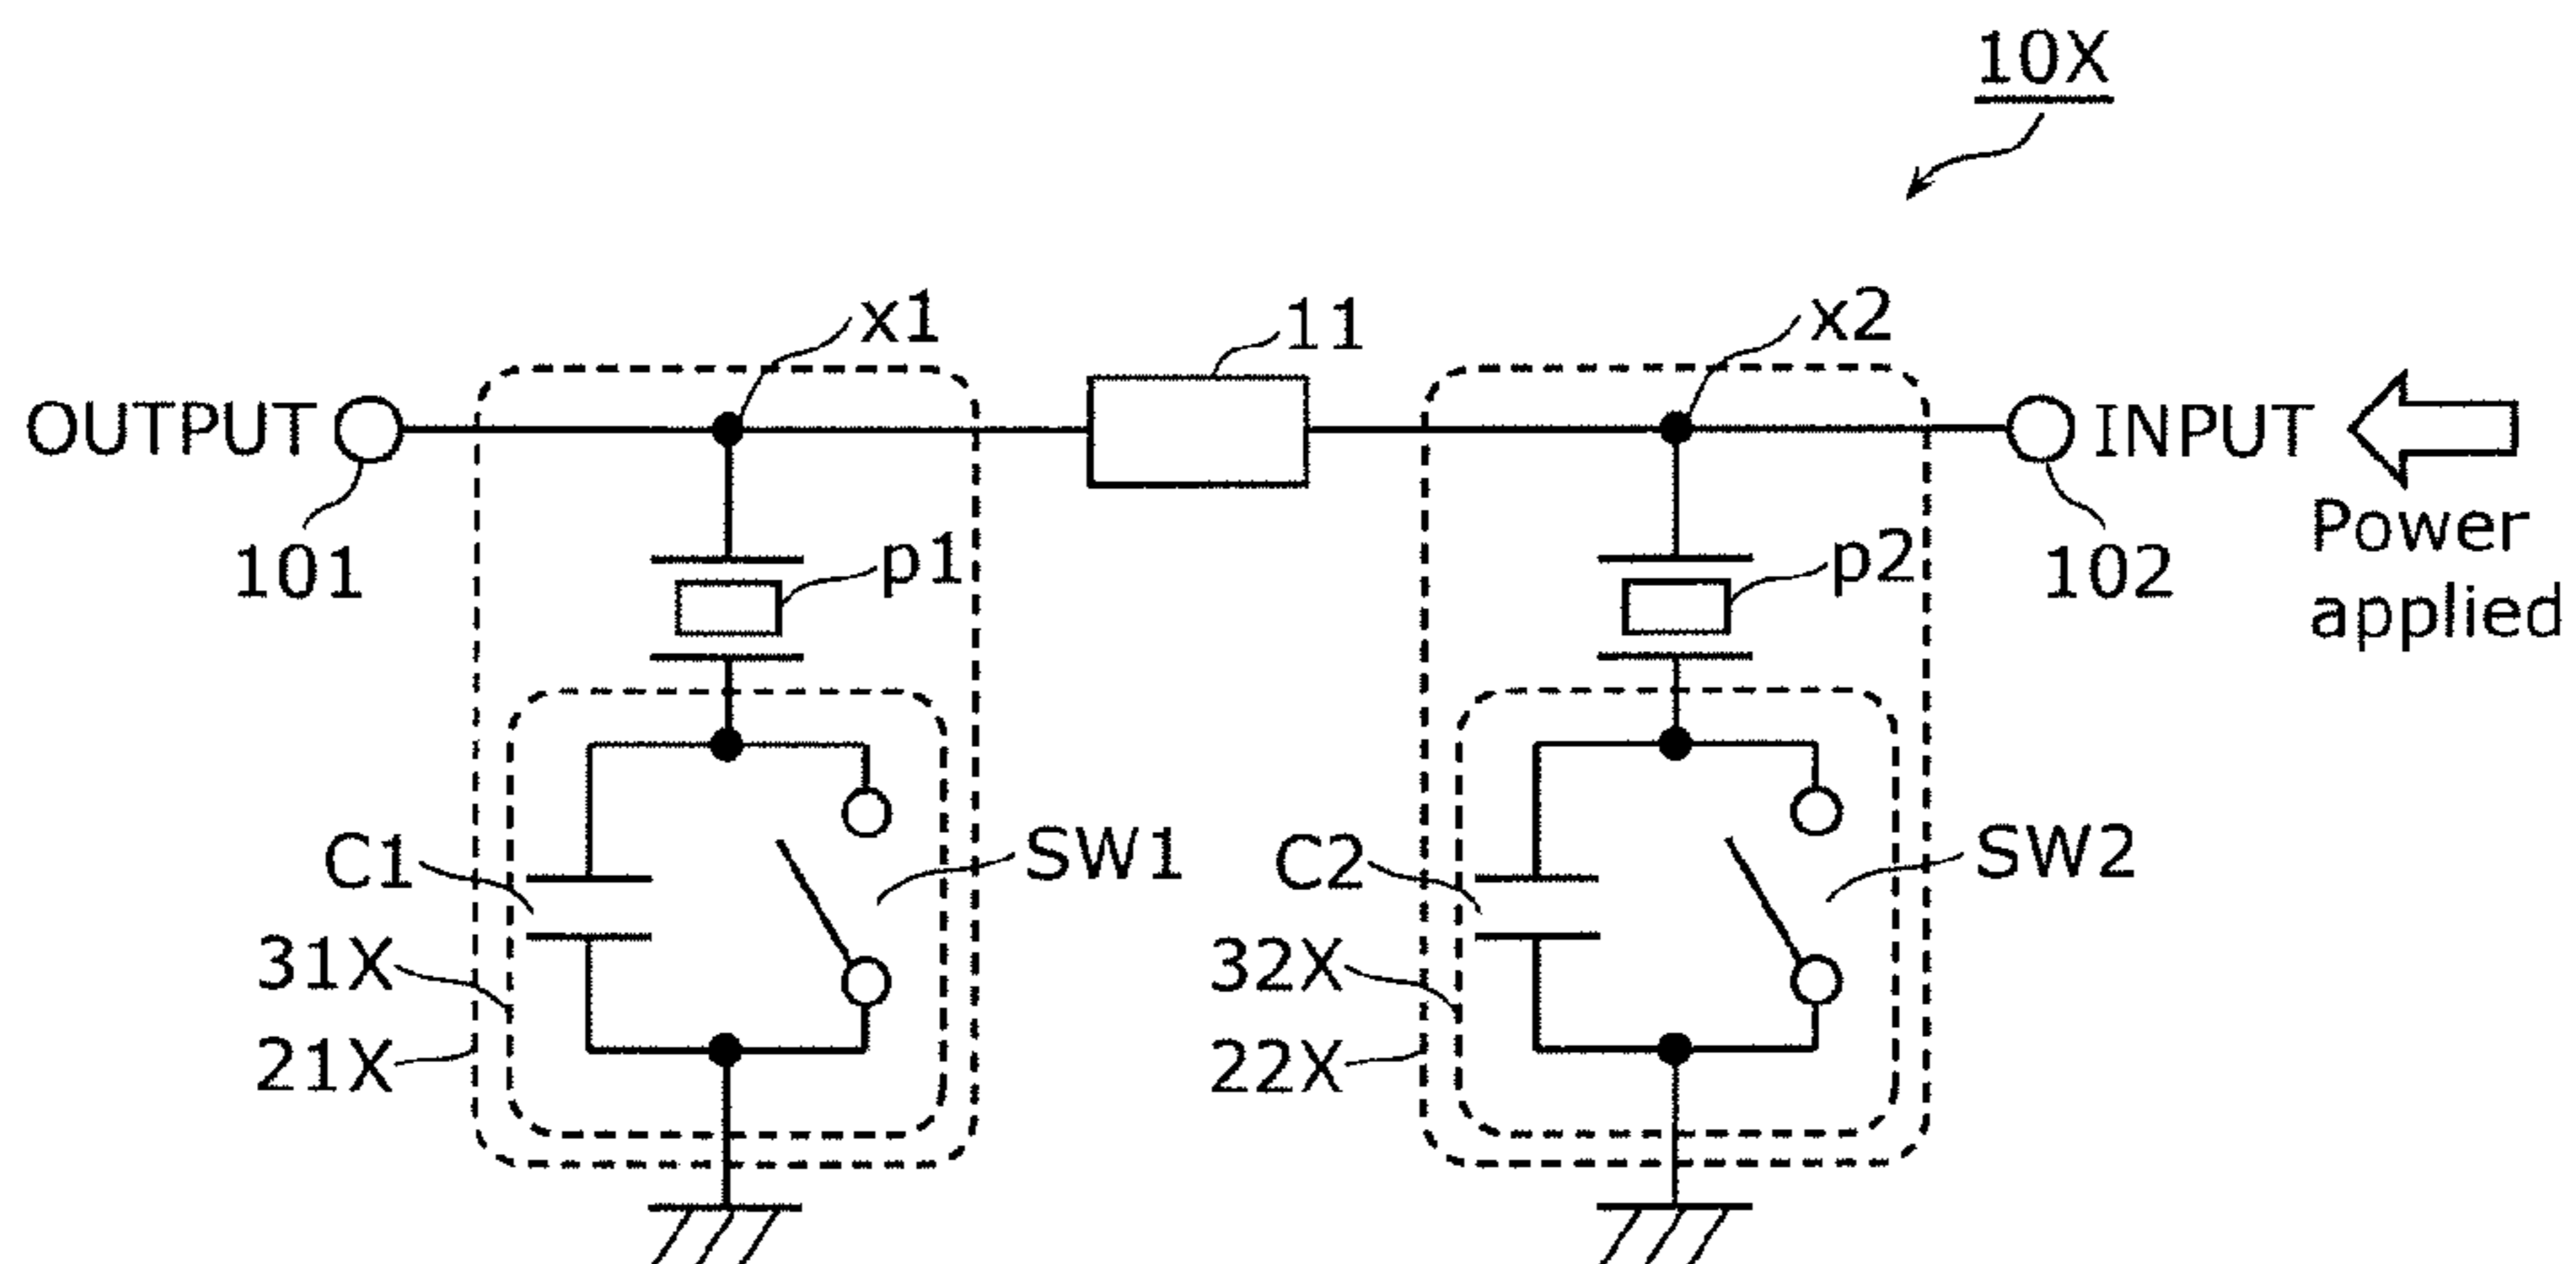 10X
x1
11
x2
OUTPUT
INPUT
101
p1
p2
102
Power
applied
C1
SW1
C2
SW2
31X
32X
21X
22X